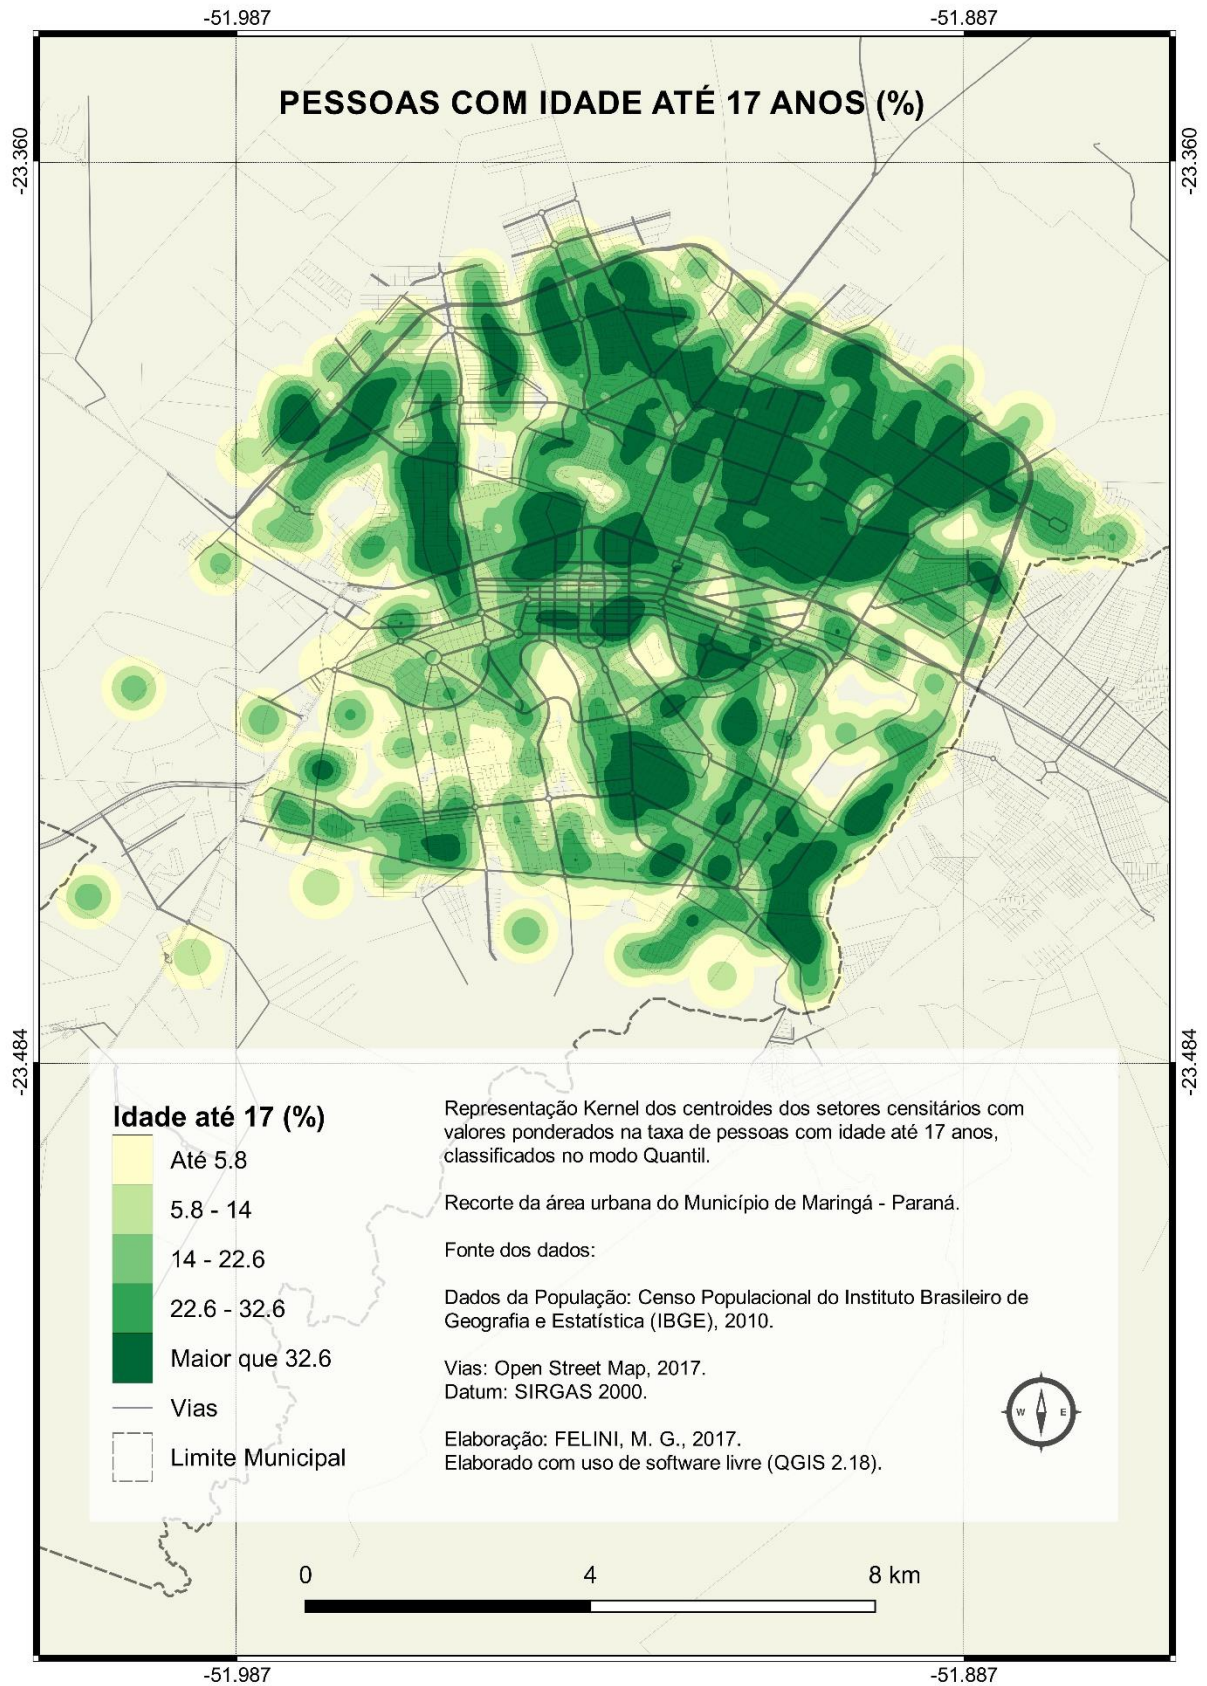 -51.987
-51.887
PESSOAS COM IDADE ATÉ 17 ANOS (%)
-23.360
-23.360
-23.484
-23.484
Idade até 17 (%)
Até 5.8
5.8 - 14
14 - 22.6
22.6 - 32.6
Maior que 32.6
Vias
Limite Municipal
Representação Kernel dos centroides dos setores censitários com
valores ponderados na taxa de pessoas com idade até 17 anos,
classificados no modo Quantil.
Recorte da área urbana do Município de Maringá - Paraná.
Fonte dos dados:
Dados da População: Censo Populacional do Instituto Brasileiro de
Geografia e Estatística (IBGE), 2010.
Vias: Open Street Map, 2017.
Datum: SIRGAS 2000.
Elaboração: FELINI, M. G., 2017.
Elaborado com uso de software livre (QGIS 2.18).
W E
0 4 8 km
-51.987
-51.887